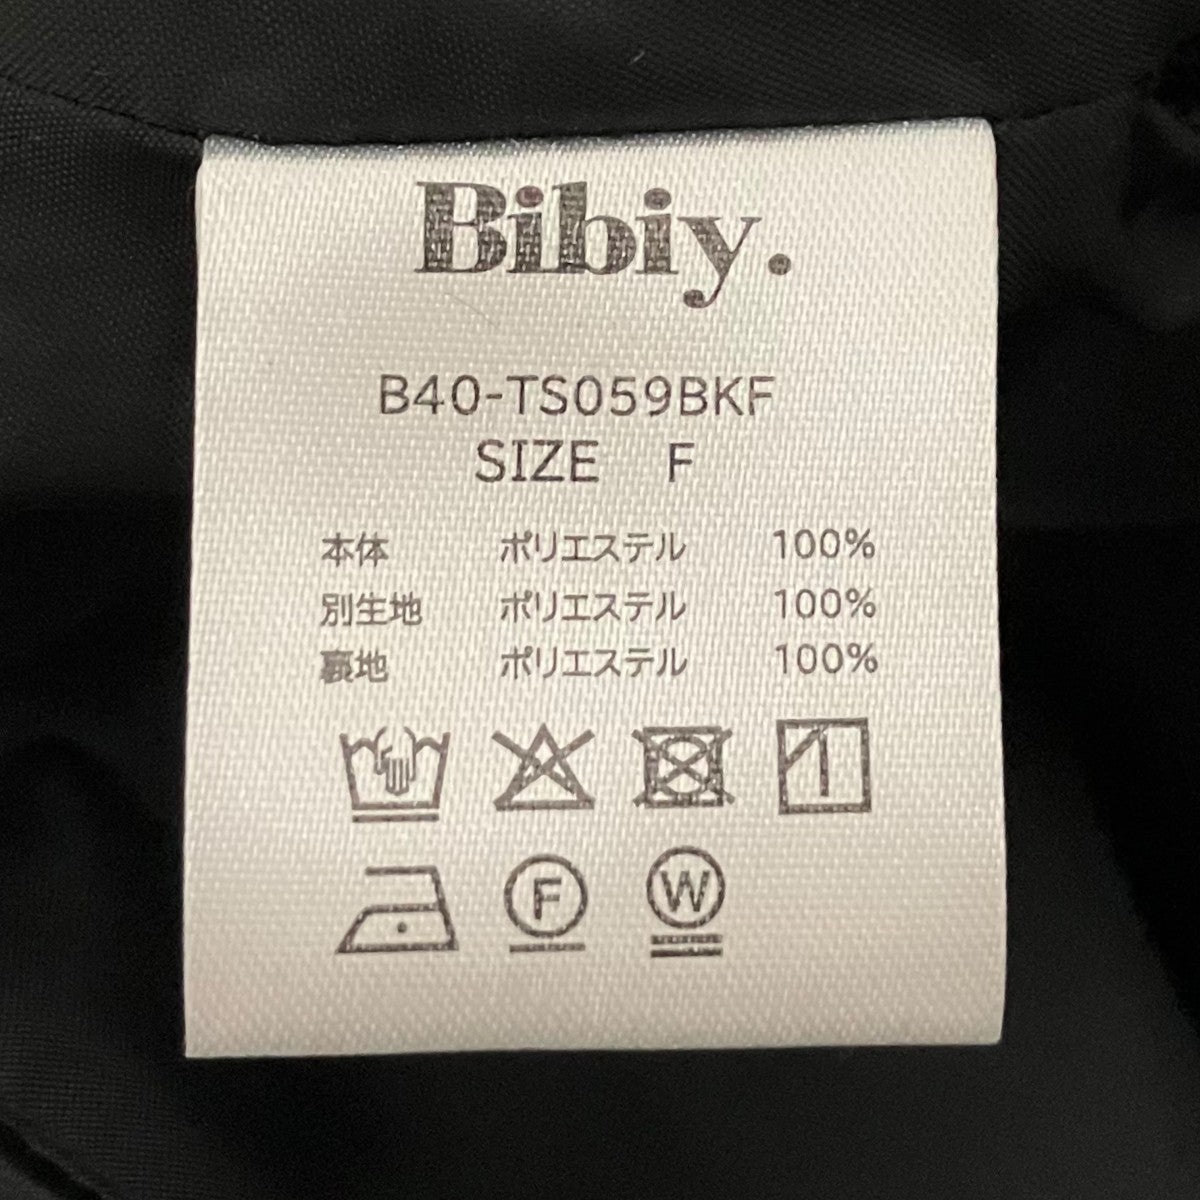 Bibiy.
B40-TS059BKF
SIZE F
本体 ポリエステル 100%
別生地 ポリエステル 100%
裏地 ポリエステル 100%
F W